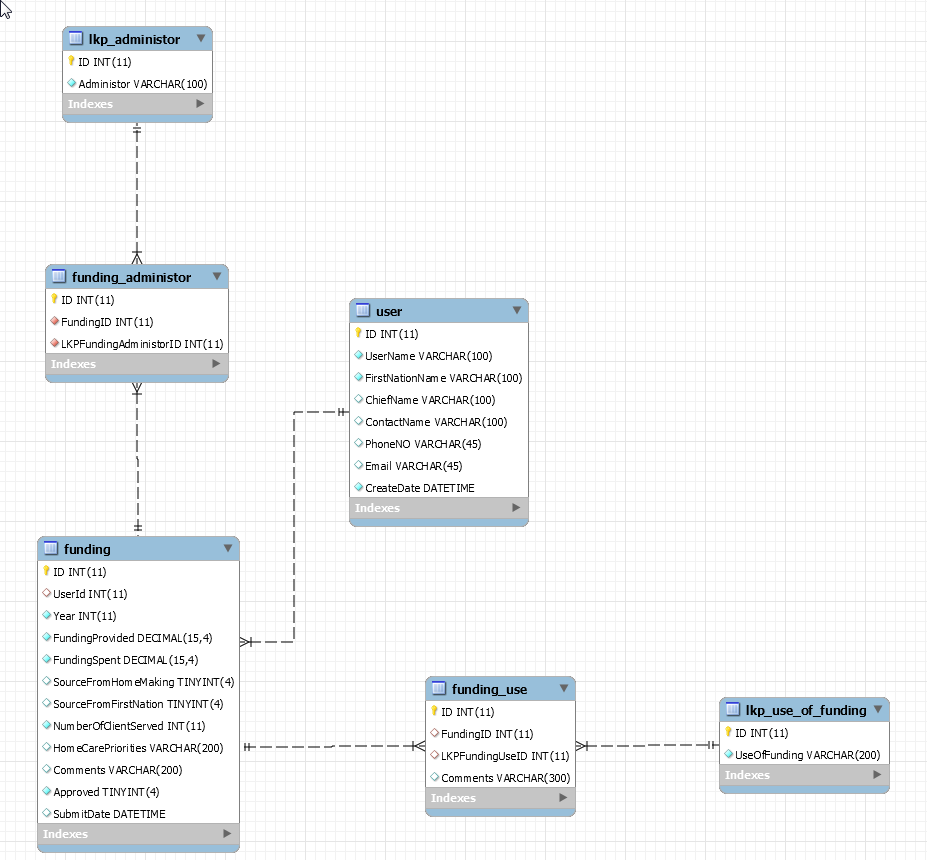 lkp_administor
ID INT(11)
Administor VARCHAR(100)
Indexes
funding_administor
ID INT(11)
FundingID INT(11)
LKPFundingAdministorID INT(11)
Indexes
user
ID INT(11)
UserName VARCHAR(100)
FirstNationName VARCHAR(100)
ChiefName VARCHAR(100)
ContactName VARCHAR(100)
PhoneNO VARCHAR(45)
Email VARCHAR(45)
CreateDate DATETIME
Indexes
funding
ID INT(11)
UserId INT(11)
Year INT(11)
FundingProvided DECIMAL(15,4)
FundingSpent DECIMAL(15,4)
SourceFromHomeMaking TINYINT(4)
SourceFromFirstNation TINYINT(4)
NumberOfClientServed INT(11)
HomeCarePriorities VARCHAR(200)
Comments VARCHAR(200)
Approved TINYINT(4)
SubmitDate DATETIME
Indexes
funding_use
ID INT(11)
FundingID INT(11)
LKPFundingUseID INT(11)
Comments VARCHAR(300)
Indexes
lkp_use_of_funding
ID INT(11)
UseOfFunding VARCHAR(200)
Indexes